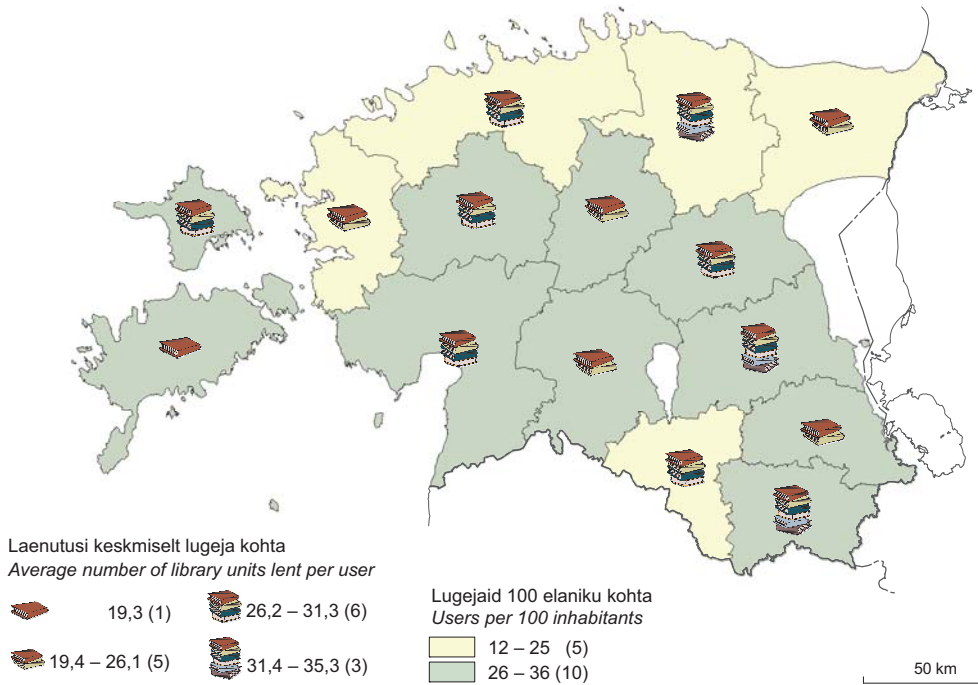 Laenutusi keskmiselt lugeja kohta
Average number of library units lent per user
19,3 (1)
26,2 – 31,3 (6)
19,4 – 26,1 (5)
31,4 – 35,3 (3)
Lugejaid 100 elaniku kohta
Users per 100 inhabitants
12 – 25 (5)
26 – 36 (10)
50 km